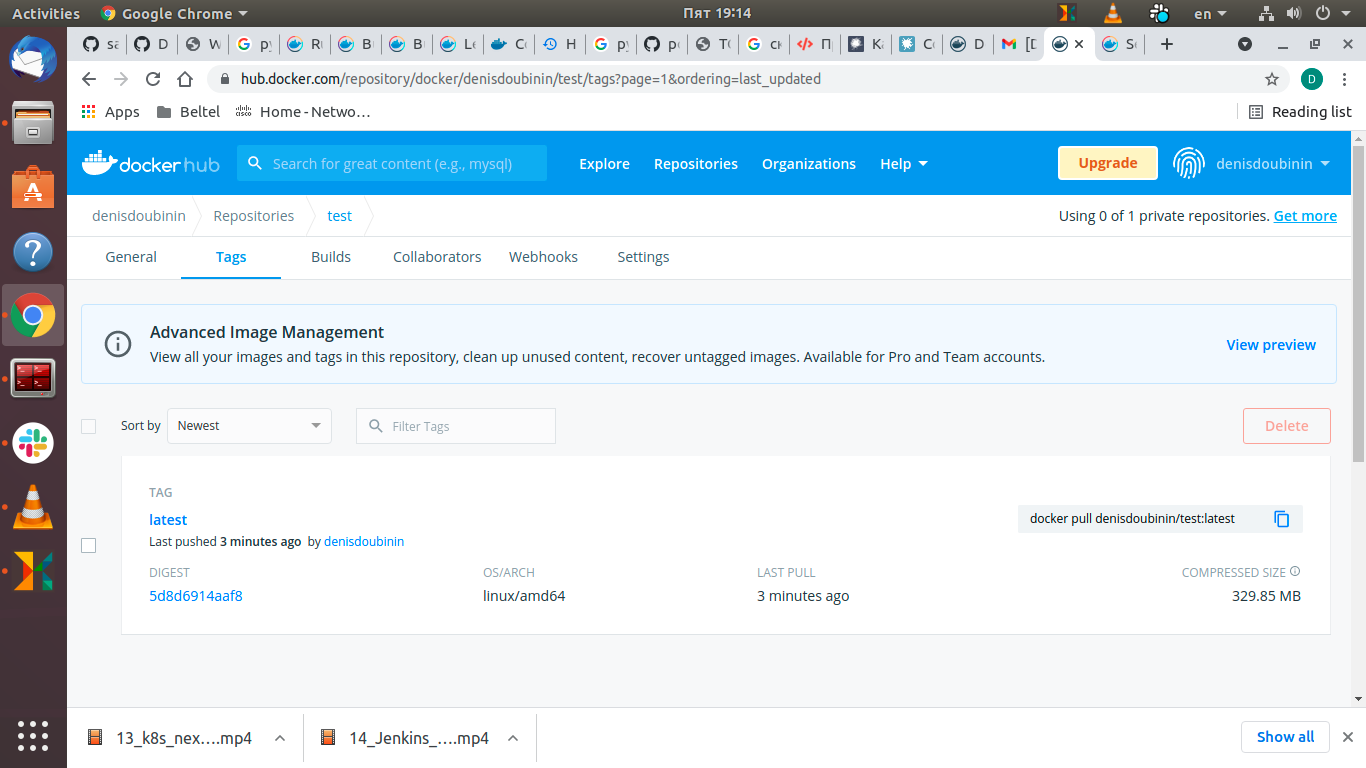 Activities Google Chrome Пят 19:14 en
hub.docker.com/repository/docker/denisdoubinin/test/tags?page=1&ordering=last_updated D
Apps Beltel Home - Netwo… Reading list
docker hub Search for great content (e.g., mysql) Explore Repositories Organizations Help Upgrade denisdoubinin
denisdoubinin Repositories test Using 0 of 1 private repositories. Get more
General Tags Builds Collaborators Webhooks Settings
Advanced Image Management
View all your images and tags in this repository, clean up unused content, recover untagged images. Available for Pro and Team accounts.
View preview
Sort by Newest Filter Tags Delete
TAG
latest
docker pull denisdoubinin/test:latest
Last pushed 3 minutes ago by denisdoubinin
DIGEST OS/ARCH LAST PULL COMPRESSED SIZE
5d8d6914aaf8 linux/amd64 3 minutes ago 329.85 MB
13_k8s_nex….mp4 14_Jenkins_….mp4 Show all